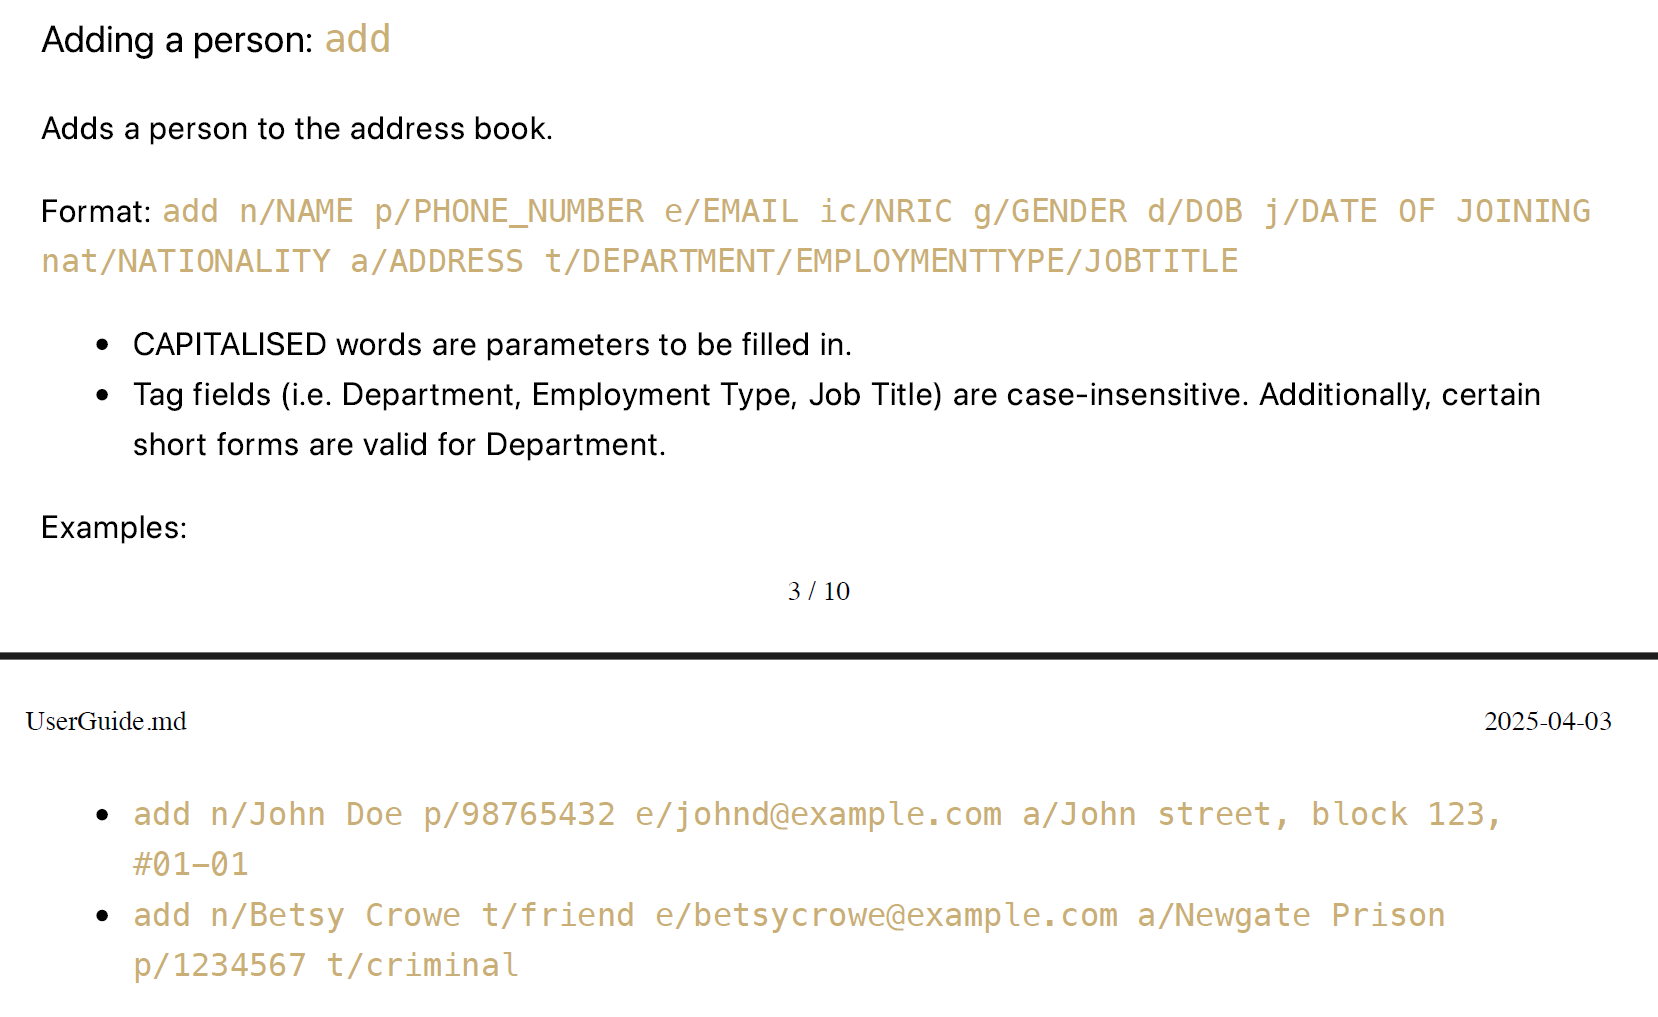 Adding a person: add
Adds a person to the address book.
Format: add n/NAME p/PHONE_NUMBER e/EMAIL ic/NRIC g/GENDER d/DOB j/DATE OF JOINING
nat/NATIONALITY a/ADDRESS t/DEPARTMENT/EMPLOYMENTTYPE/JOBTITLE
• CAPITALISED words are parameters to be filled in.
• Tag fields (i.e. Department, Employment Type, Job Title) are case-insensitive. Additionally, certain
short forms are valid for Department.
Examples:
3 / 10
UserGuide.md 2025-04-03
• add n/John Doe p/98765432 e/johnd@example.com a/John street, block 123,
#01-01
• add n/Betsy Crowe t/friend e/betsycrowe@example.com a/Newgate Prison
p/1234567 t/criminal